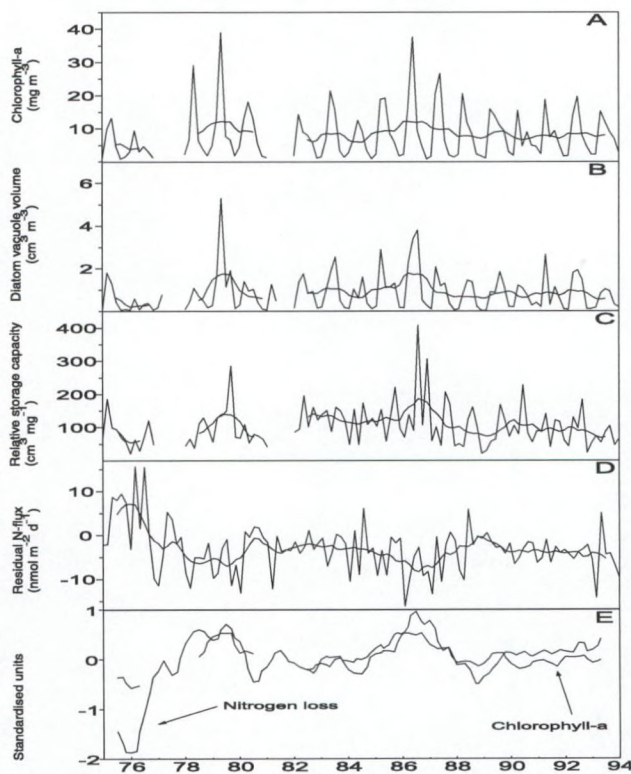 A
Chlorophyll-a
(mg m-3)
40
30
20
10
B
Diatom vacuole volume
(cm3 m-3)
6
4
2
C
Relative storage capacity
(cm3 mg-1)
400
300
200
100
D
Residual N-flux
(nmol m-2 d-1)
10
0
-10
E
Standardised units
1
0
-1
-2
Nitrogen loss
Chlorophyll-a
76 78 80 82 84 86 88 90 92 94